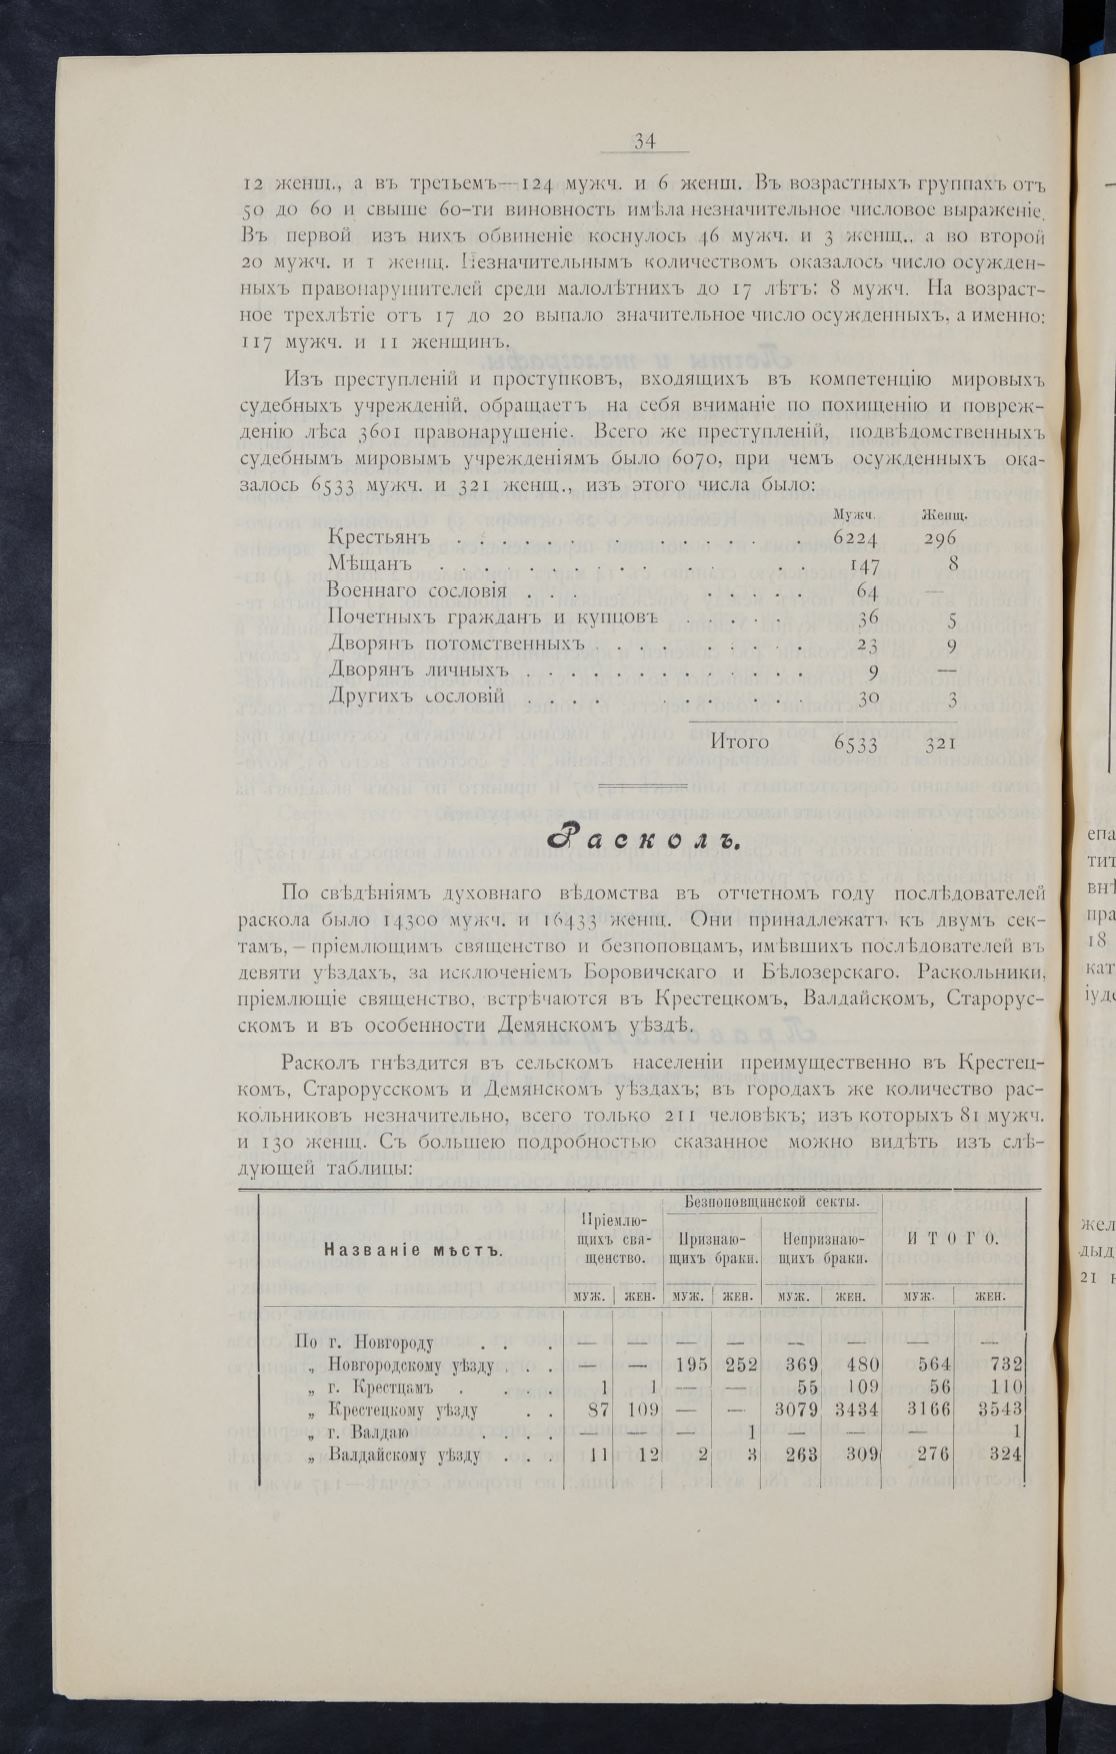 34
12 женщ., а въ третьемъ—124 мужч. и 6 женщ. Въ возрастныхъ группахъ отъ
50 до 60 и свыше 60-ти виновность имѣла незначительное числовое выраженіе.
Въ первой изъ нихъ обвиненіе коснулось 46 мужч. и 3 женщ., а во второй
20 мужч. и 1 женщ. Незначительнымъ количествомъ оказалось число осужден-
ныхъ правонарушителей среди малолѣтнихъ до 17 лѣтъ: 8 мужч. На возраст-
ное трехлѣтіе отъ 17 до 20 выпало значительное число осужденныхъ, а именно:
117 мужч. и 11 женщинъ.
Изъ преступленій и проступковъ, входящихъ въ компетенцію мировыхъ
судебныхъ учрежденій, обращаетъ на себя вниманіе по похищенію и повреж-
денію лѣса 3601 правонарушеніе. Всего же преступленій, подвѣдомственныхъ
судебнымъ мировымъ учрежденіямъ было 6070, при чемъ осужденныхъ ока-
залось 6533 мужч. и 321 женщ., изъ этого числа было:
Мужч. Женщ.
Крестьянъ . . . . . . . . . . . . . . 6224 296
Мѣщанъ . . . . . . . . . . . . . 147 8
Военнаго сословія . . . . . . . . 64 —
Почетныхъ гражданъ и купцовъ . . . . . 36 5
Дворянъ потомственныхъ . . . . . . . . . 23 9
Дворянъ личныхъ . . . . . . . . . . . . 9 —
Другихъ сословій . . . . . . . . . 30 3
Итого 6533 321
Расколъ.
По свѣдѣніямъ духовнаго вѣдомства въ отчетномъ году послѣдователей
раскола было 14300 мужч. и 16433 женщ. Они принадлежатъ къ двумъ сек-
тамъ,—пріемлющимъ священство и безпоповцамъ, имѣвшихъ послѣдователей въ
девяти уѣздахъ, за исключеніемъ Боровичскаго и Бѣлозерскаго. Раскольники,
пріемлющіе священство, встрѣчаются въ Крестецкомъ, Валдайскомъ, Старорус-
скомъ и въ особенности Демянскомъ уѣздѣ.
Расколъ гнѣздится въ сельскомъ населеніи преимущественно въ Крестец-
комъ, Старорусскомъ и Демянскомъ уѣздахъ; въ городахъ же количество рас-
кольниковъ незначительно, всего только 211 человѣкъ; изъ которыхъ 81 мужч.
и 130 женщ. Съ большею подробностью сказанное можно видѣть изъ слѣ-
дующей таблицы:
Названіе мѣстъ.
Пріемлю-
щихъ свя-
щенство.
Безпоповщинской секты.
Признаю-
щихъ браки.
Непризнаю-
щихъ браки.
ИТОГО.
МУЖ. ЖЕН. МУЖ. ЖЕН. МУЖ. ЖЕН. МУЖ. ЖЕН.
По г. Новгороду . . . — — — — — — — —
„ Новгородскому уѣзду . . . — — 195 252 369 480 564 732
„ г. Крестцамъ . . . 1 1 — — 55 109 56 110
„ Крестецкому уѣзду . . 87 109 — — 3079 3434 3166 3543
„ г. Валдаю . . . — — — 1 — — — 1
„ Валдайскому уѣзду . . . 11 12 2 3 263 309 276 324
епа
тит
внѣ
пра
18
кат
жел
21